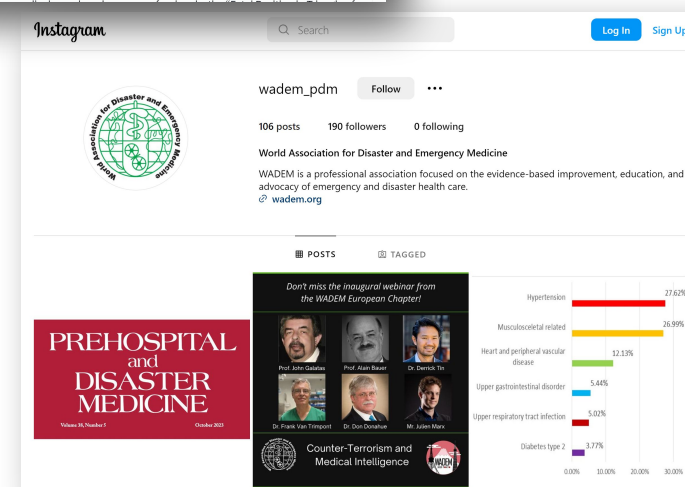 Instagram
Search
Log In
Sign Up
wadem_pdm
Follow
106 posts
190 followers
0 following
World Association for Disaster and Emergency Medicine
WADEM is a professional association focused on the evidence-based improvement, education, and
advocacy of emergency and disaster health care.
wadem.org
World Association for Disaster and Emergency Medicine
POSTS
TAGGED
PREHOSPITAL
and
DISASTER
MEDICINE
Volume 38, Number 5
October 2023
Don't miss the inaugural webinar from
the WADEM European Chapter!
Prof. John Galatas
Prof. Alain Bauer
Dr. Derrick Tin
Dr. Frank Van Trimpont
Dr. Don Donahue
Mr. Julien Marx
Counter-Terrorism and
Medical Intelligence
WADEM
Hypertension
27.62%
Musculosceletal related
26.99%
Heart and peripheral vascular
disease
12.13%
Upper gastrointestinal disorder
5.44%
Upper respiratory tract infection
5.02%
Diabetes type 2
3.77%
0.00%
10.00%
20.00%
30.00%